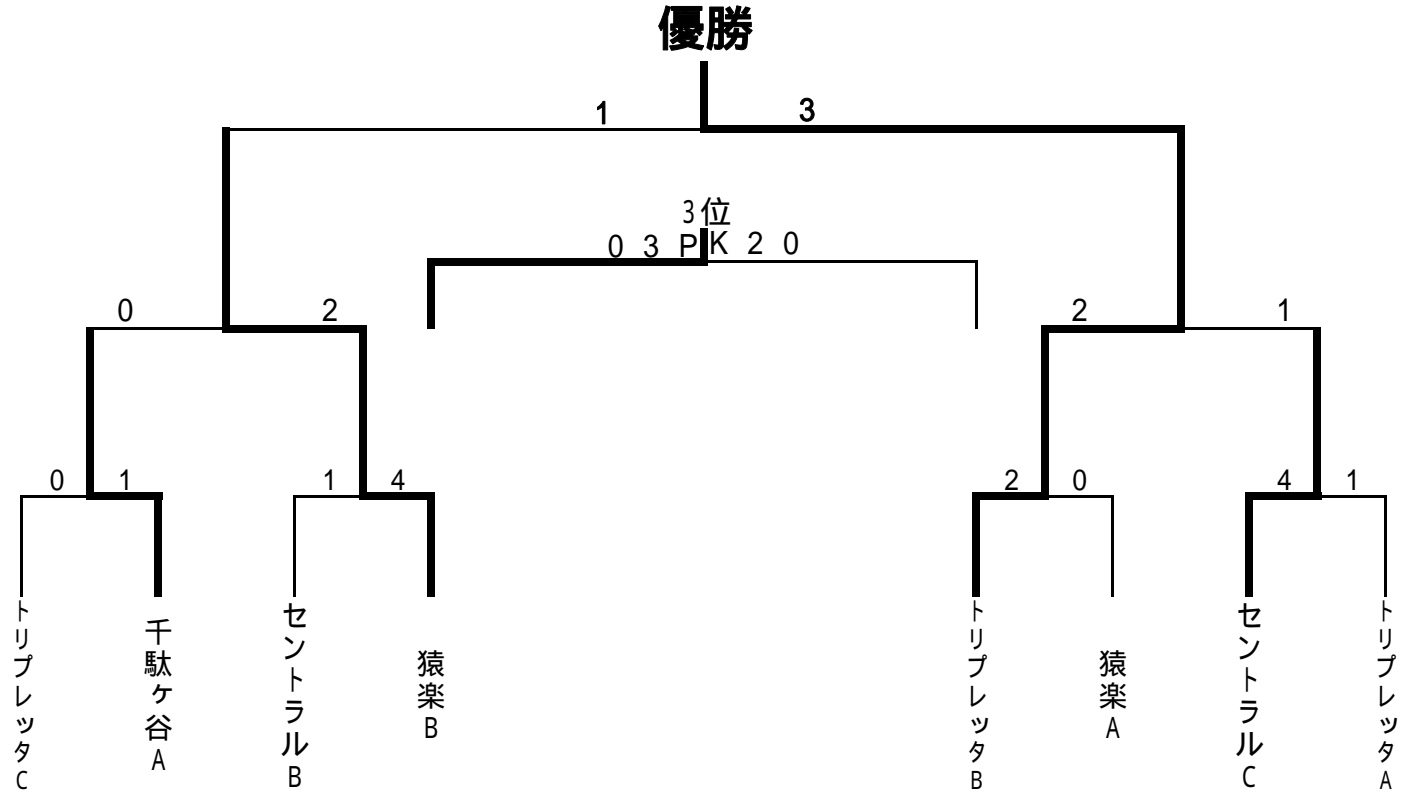 優勝
1 3
3位
0 3 PK 2 0
0 2 2 1
0 1 1 4 2 0 4 1
トリプレッタC
千駄ヶ谷A
セントラルB
猿楽B
トリプレッタB
猿楽A
セントラルC
トリプレッタA